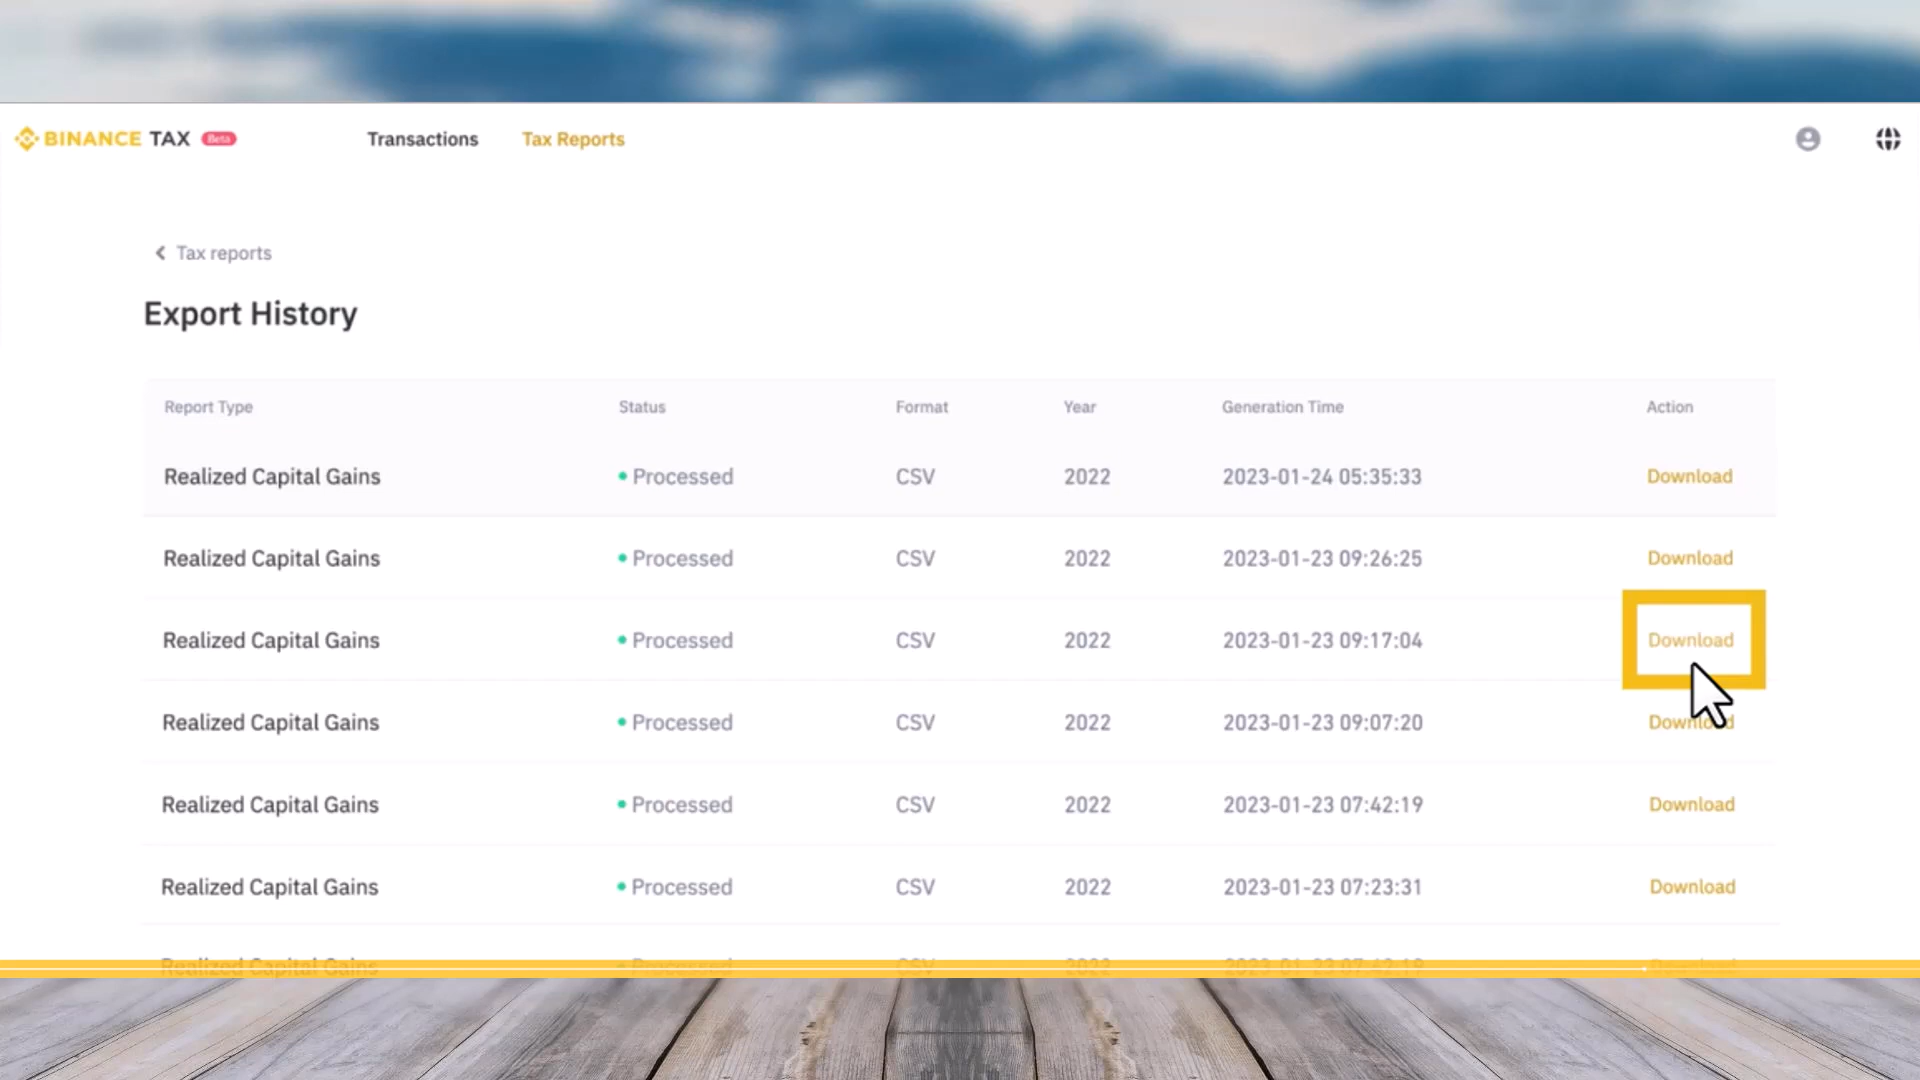 BINANCE TAX Beta Transactions Tax Reports
Tax reports
Export History
Report Type Status Format Year Generation Time Action
Realized Capital Gains Processed CSV 2022 2023-01-24 05:35:33 Download
Realized Capital Gains Processed CSV 2022 2023-01-23 09:26:25 Download
Realized Capital Gains Processed CSV 2022 2023-01-23 09:17:04 Download
Realized Capital Gains Processed CSV 2022 2023-01-23 09:07:20 Download
Realized Capital Gains Processed CSV 2022 2023-01-23 07:42:19 Download
Realized Capital Gains Processed CSV 2022 2023-01-23 07:23:31 Download
Realized Capital Gains